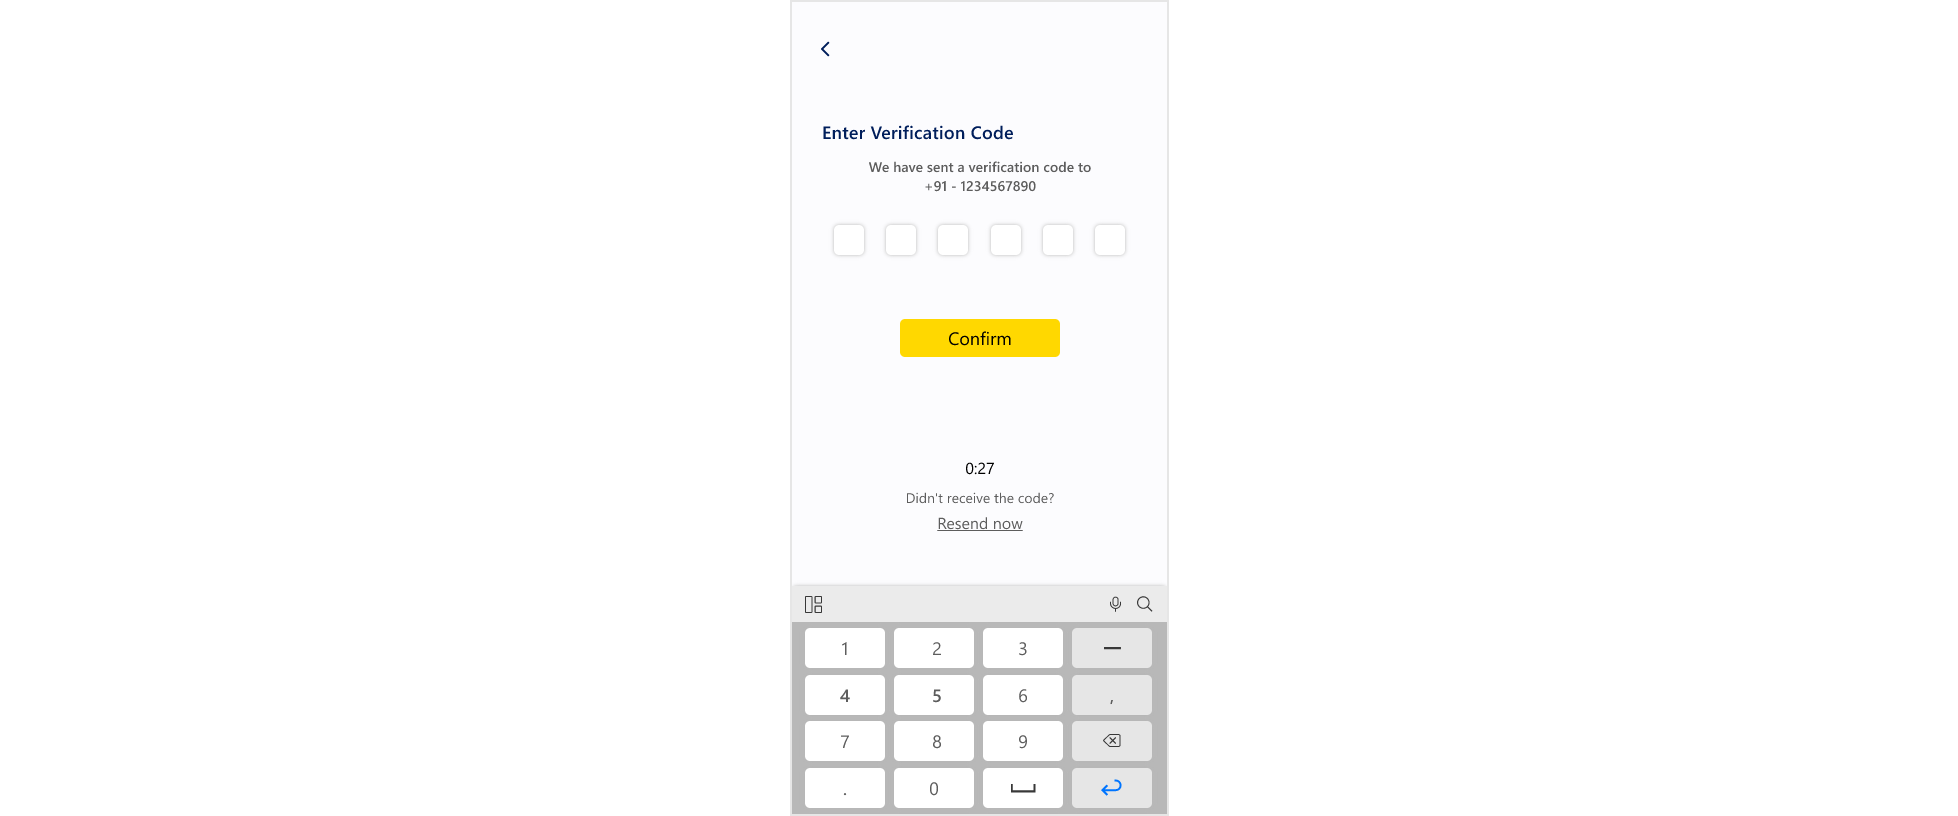 Enter Verification Code
We have sent a verification code to
+91 - 1234567890
Confirm
0:27
Didn't receive the code?
Resend now
1 2 3 —
4 5 6 ,
7 8 9
. 0